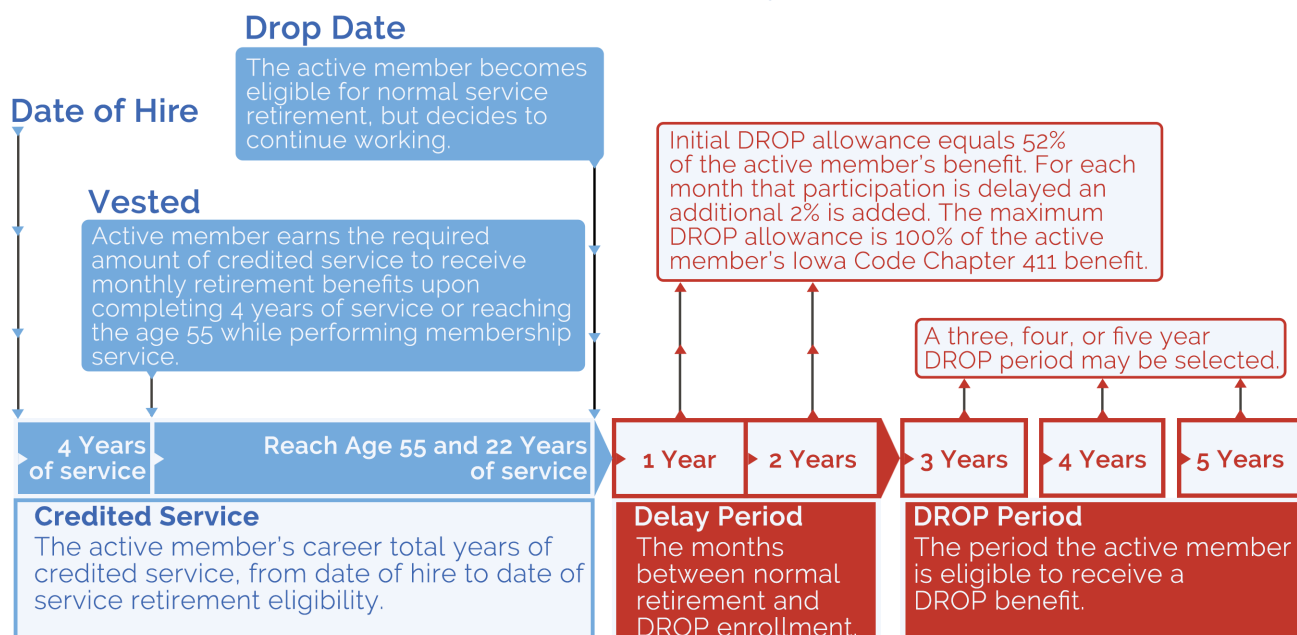 Drop Date
The active member becomes
eligible for normal service
retirement, but decides to
continue working.
Date of Hire
Initial DROP allowance equals 52%
of the active member's benefit. For each
month that participation is delayed an
additional 2% is added. The maximum
DROP allowance is 100% of the active
member's Iowa Code Chapter 411 benefit.
Vested
Active member earns the required
amount of credited service to receive
monthly retirement benefits upon
completing 4 years of service or reaching
the age 55 while performing membership
service.
A three, four, or five year
DROP period may be selected.
4 Years
of service
Reach Age 55 and 22 Years
of service
1 Year
2 Years
3 Years
4 Years
5 Years
Credited Service
The active member's career total years of
credited service, from date of hire to date of
service retirement eligibility.
Delay Period
The months
between normal
retirement and
DROP enrollment.
DROP Period
The period the active member
is eligible to receive a
DROP benefit.